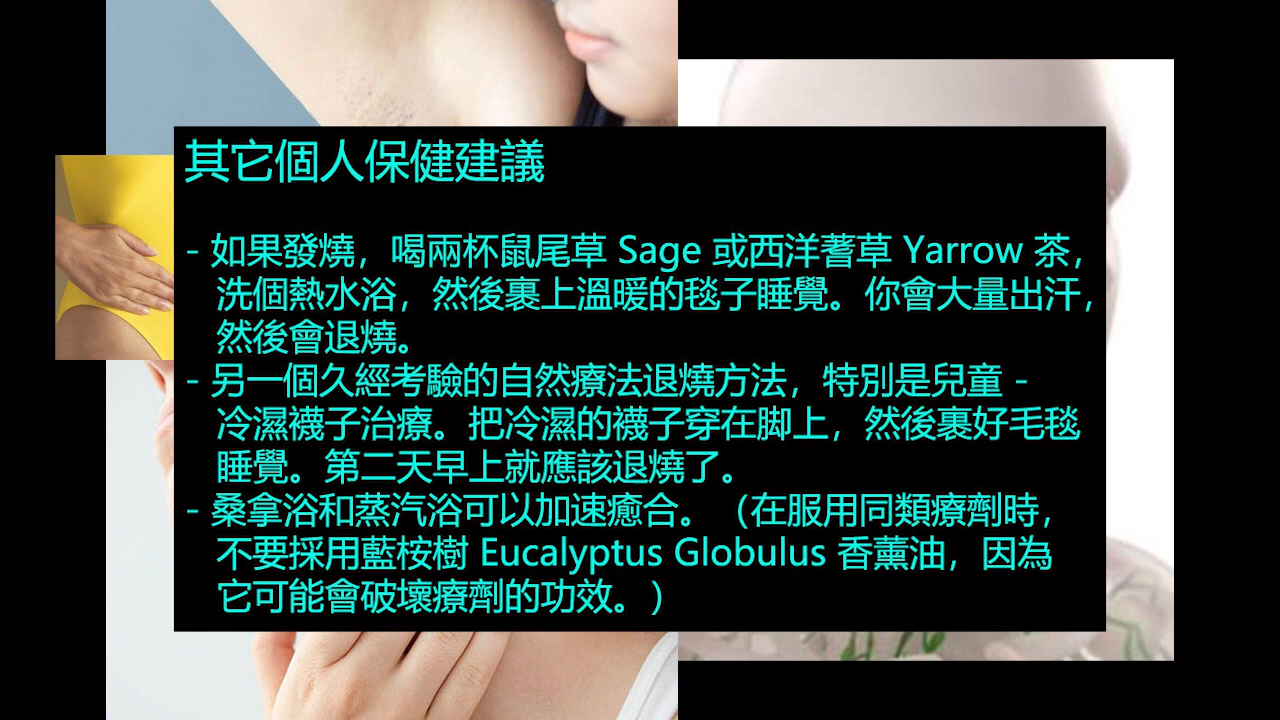 其它個人保健建議
- 如果發燒，喝兩杯鼠尾草 Sage 或西洋蓍草 Yarrow 茶，
洗個熱水浴，然後裹上溫暖的毯子睡覺。你會大量出汗，
然後會退燒。
- 另一個久經考驗的自然療法退燒方法，特別是兒童 -
冷濕襪子治療。把冷濕的襪子穿在脚上，然後裹好毛毯
睡覺。第二天早上就應該退燒了。
- 桑拿浴和蒸汽浴可以加速癒合。（在服用同類療劑時，
不要採用藍桉樹 Eucalyptus Globulus 香薰油，因為
它可能會破壞療劑的功效。）